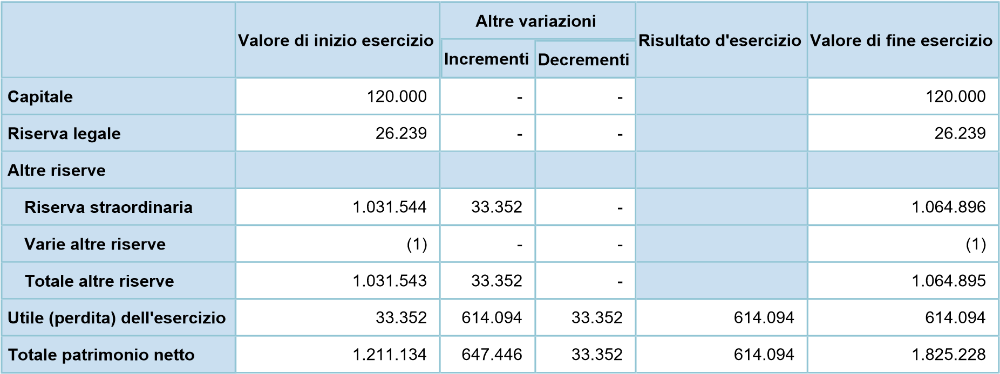 Valore di inizio esercizio Altre variazioni Risultato d'esercizio Valore di fine esercizio
Incrementi Decrementi
Capitale 120.000 - - 120.000
Riserva legale 26.239 - - 26.239
Altre riserve
Riserva straordinaria 1.031.544 33.352 - 1.064.896
Varie altre riserve (1) - - (1)
Totale altre riserve 1.031.543 33.352 - 1.064.895
Utile (perdita) dell'esercizio 33.352 614.094 33.352 614.094 614.094
Totale patrimonio netto 1.211.134 647.446 33.352 614.094 1.825.228